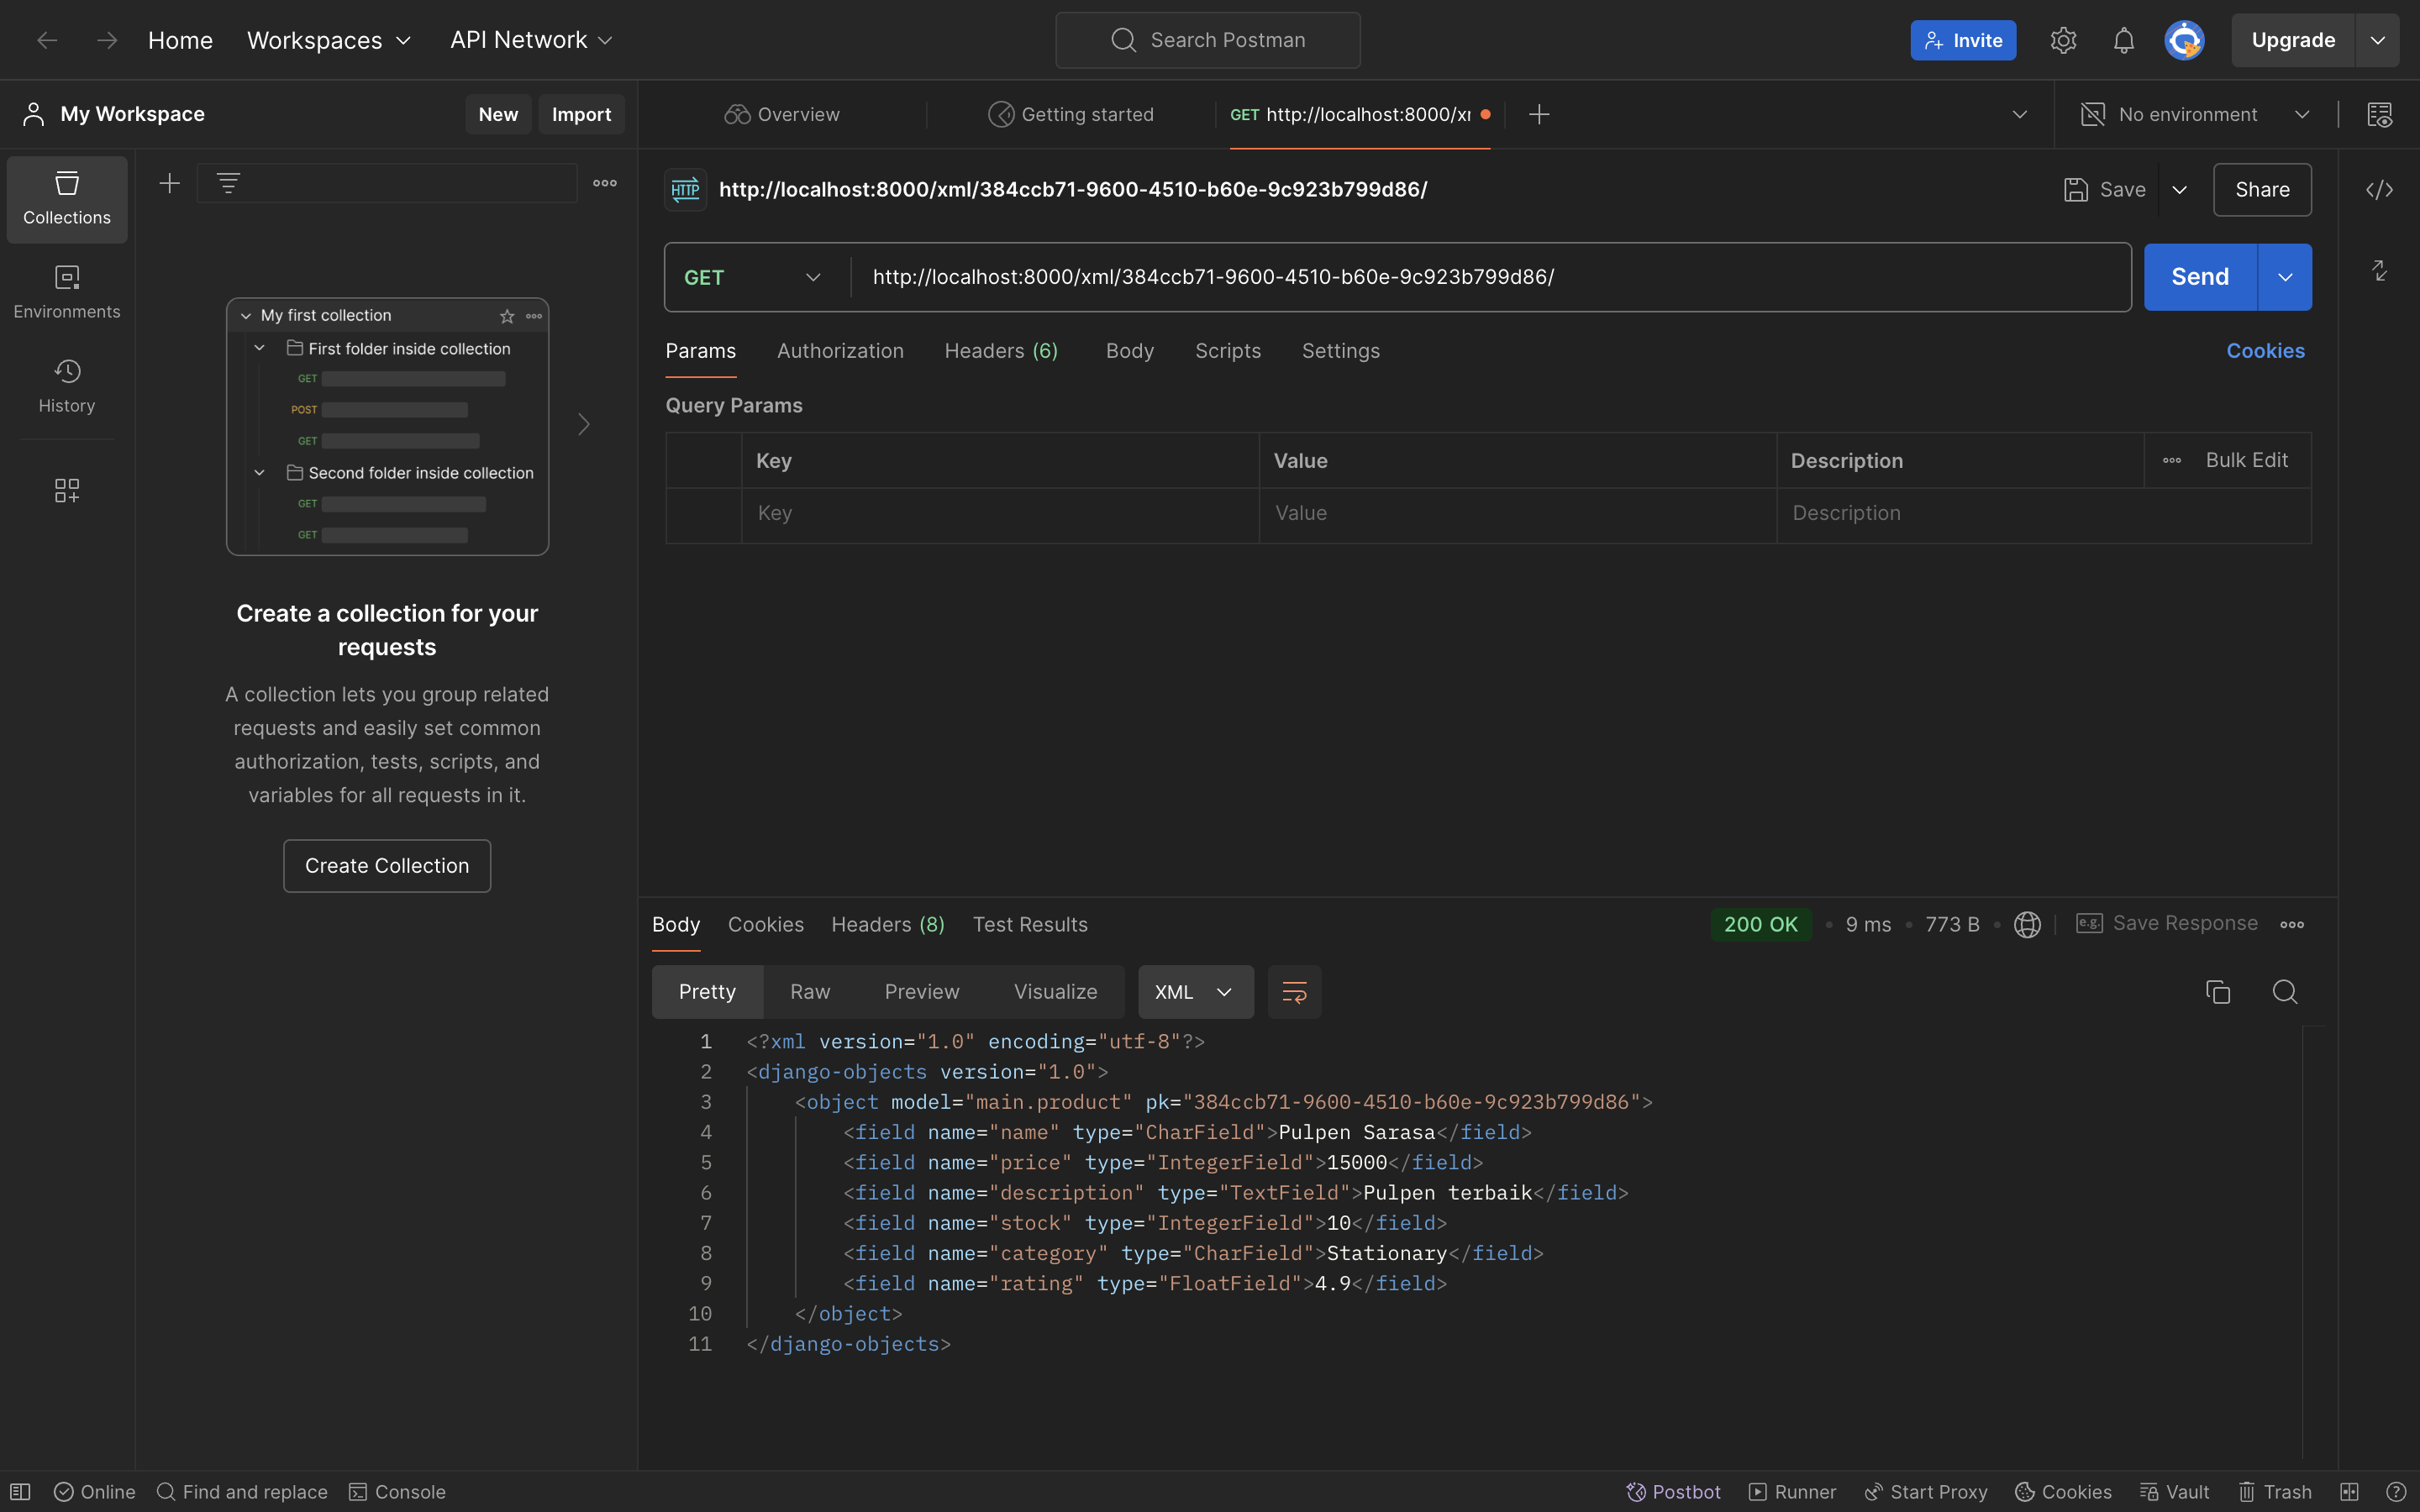 Home Workspaces API Network Search Postman Invite Upgrade
My Workspace New Import Overview Getting started GET http://localhost:8000/xı No environment
Collections
Environments
History
My first collection
First folder inside collection
GET
POST
GET
Second folder inside collection
GET
GET
Create a collection for your
requests
A collection lets you group related
requests and easily set common
authorization, tests, scripts, and
variables for all requests in it.
Create Collection
HTTP http://localhost:8000/xml/384ccb71-9600-4510-b60e-9c923b799d86/ Save Share
GET http://localhost:8000/xml/384ccb71-9600-4510-b60e-9c923b799d86/ Send
Params Authorization Headers (6) Body Scripts Settings Cookies
Query Params
Key Value Description Bulk Edit
Key Value Description
Body Cookies Headers (8) Test Results 200 OK 9 ms 773 B e.g. Save Response
Pretty Raw Preview Visualize XML
1 <?xml version="1.0" encoding="utf-8"?>
2 <django-objects version="1.0">
3 <object model="main.product" pk="384ccb71-9600-4510-b60e-9c923b799d86">
4 <field name="name" type="CharField">Pulpen Sarasa</field>
5 <field name="price" type="IntegerField">15000</field>
6 <field name="description" type="TextField">Pulpen terbaik</field>
7 <field name="stock" type="IntegerField">10</field>
8 <field name="category" type="CharField">Stationary</field>
9 <field name="rating" type="FloatField">4.9</field>
10 </object>
11 </django-objects>
Online Find and replace Console Postbot Runner Start Proxy Cookies Vault Trash